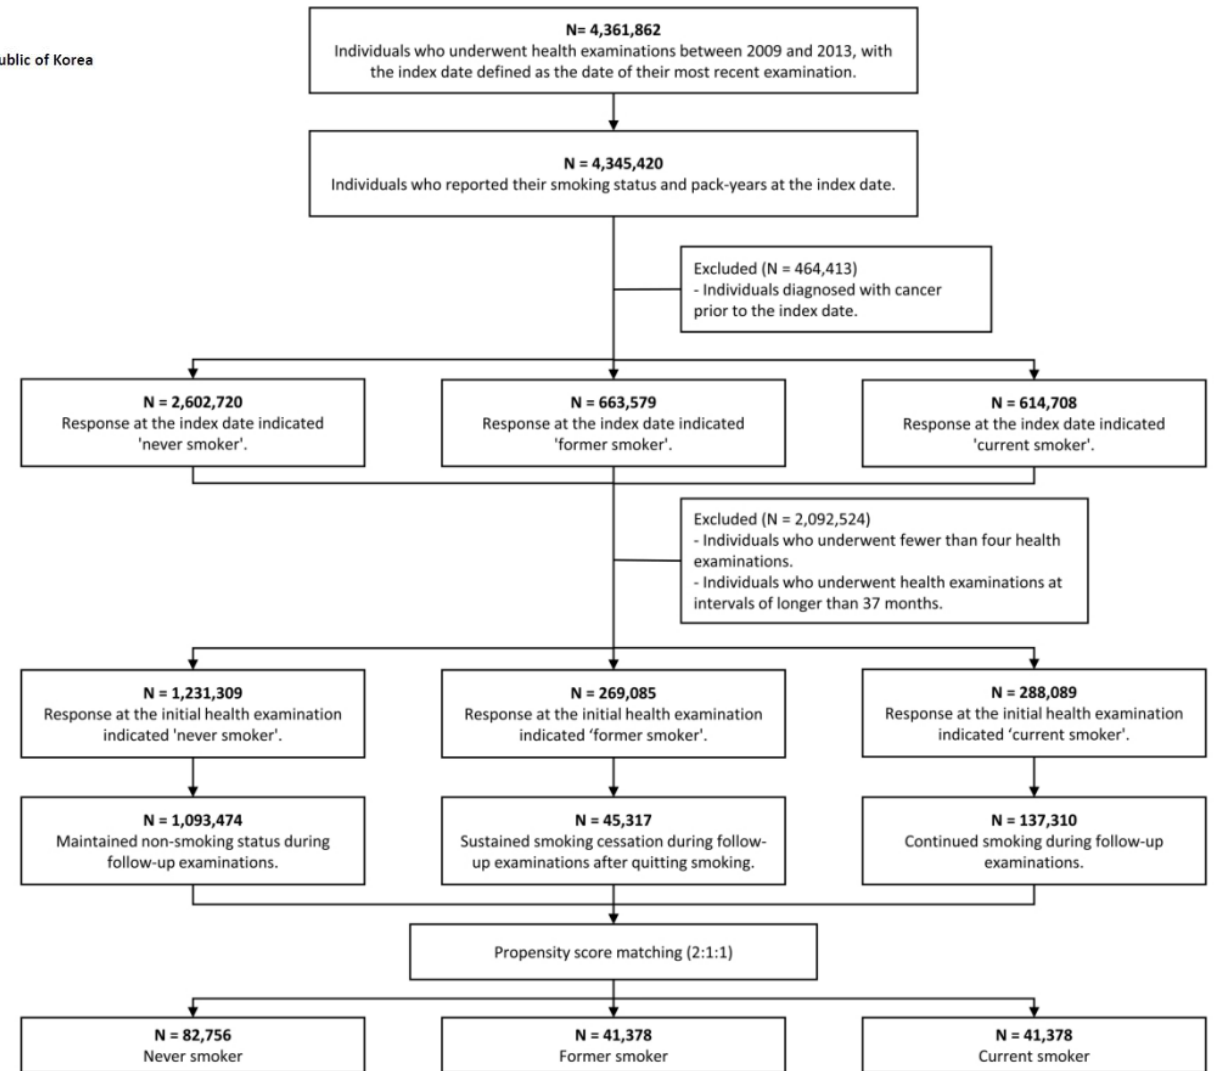 N= 4,361,862
Individuals who underwent health examinations between 2009 and 2013, with
the index date defined as the date of their most recent examination.
ublic of Korea
N = 4,345,420
Individuals who reported their smoking status and pack-years at the index date.
Excluded (N = 464,413)
- Individuals diagnosed with cancer
prior to the index date.
N = 2,602,720
Response at the index date indicated
'never smoker'.
N = 663,579
Response at the index date indicated
'former smoker'.
N = 614,708
Response at the index date indicated
'current smoker'.
Excluded (N = 2,092,524)
- Individuals who underwent fewer than four health
examinations.
- Individuals who underwent health examinations at
intervals of longer than 37 months.
N = 1,231,309
Response at the initial health examination
indicated 'never smoker'.
N = 269,085
Response at the initial health examination
indicated ‘former smoker’.
N = 288,089
Response at the initial health examination
indicated ‘current smoker’.
N = 1,093,474
Maintained non-smoking status during
follow-up examinations.
N = 45,317
Sustained smoking cessation during follow-
up examinations after quitting smoking.
N = 137,310
Continued smoking during follow-up
examinations.
Propensity score matching (2:1:1)
N = 82,756
Never smoker
N = 41,378
Former smoker
N = 41,378
Current smoker